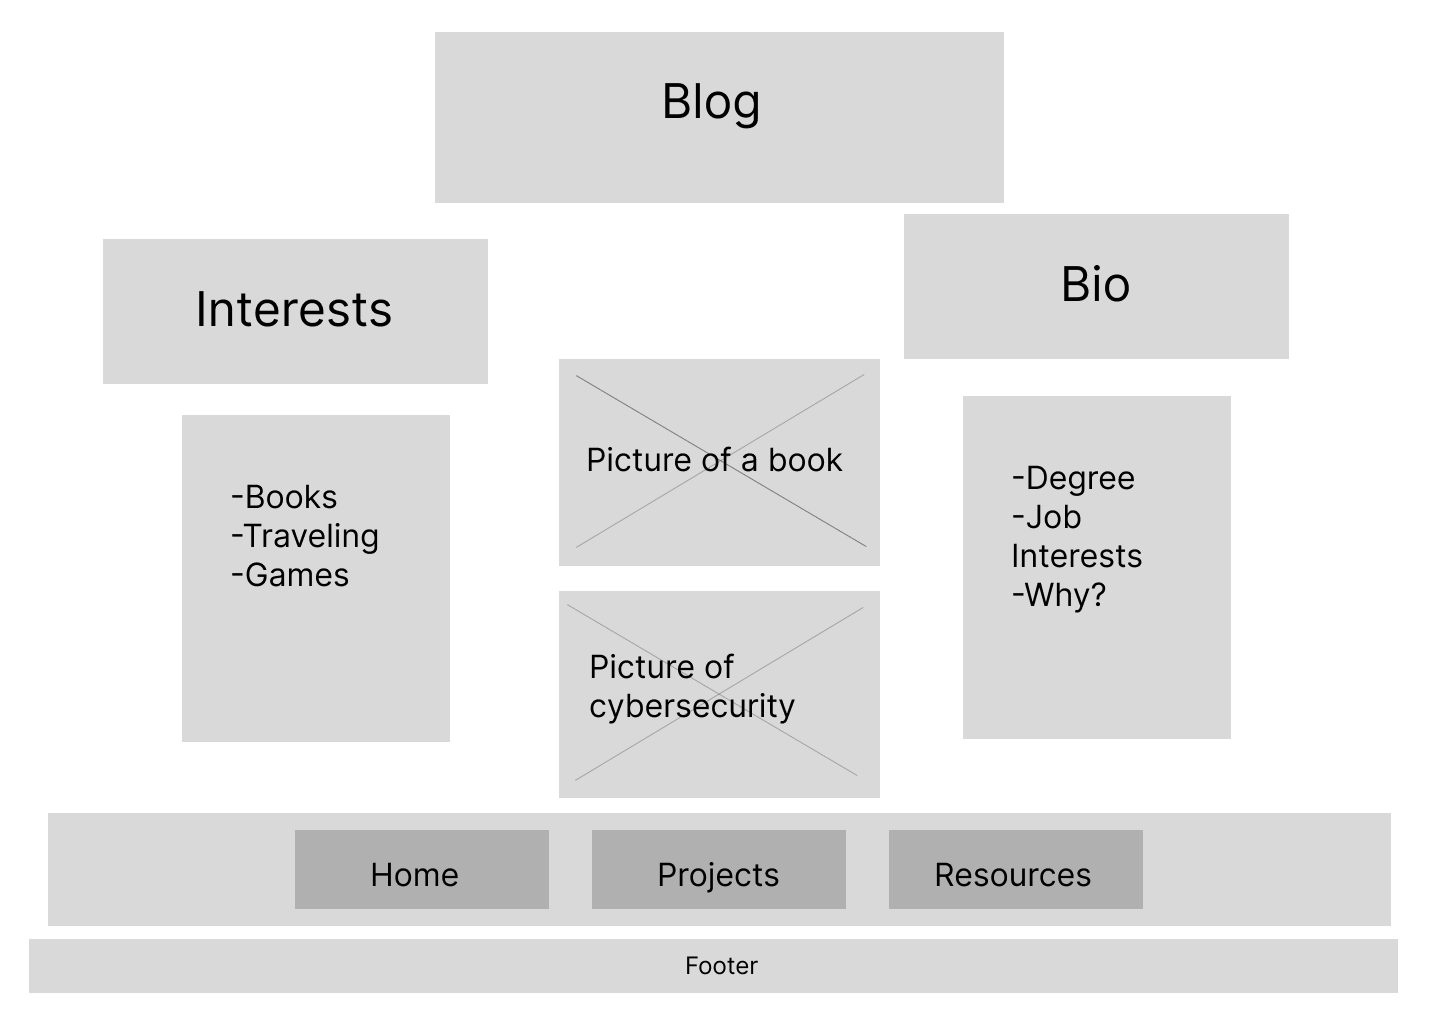 Blog
Interests
Bio
-Books
-Traveling
-Games
Picture of a book
Picture of
cybersecurity
-Degree
-Job
Interests
-Why?
Home
Projects
Resources
Footer